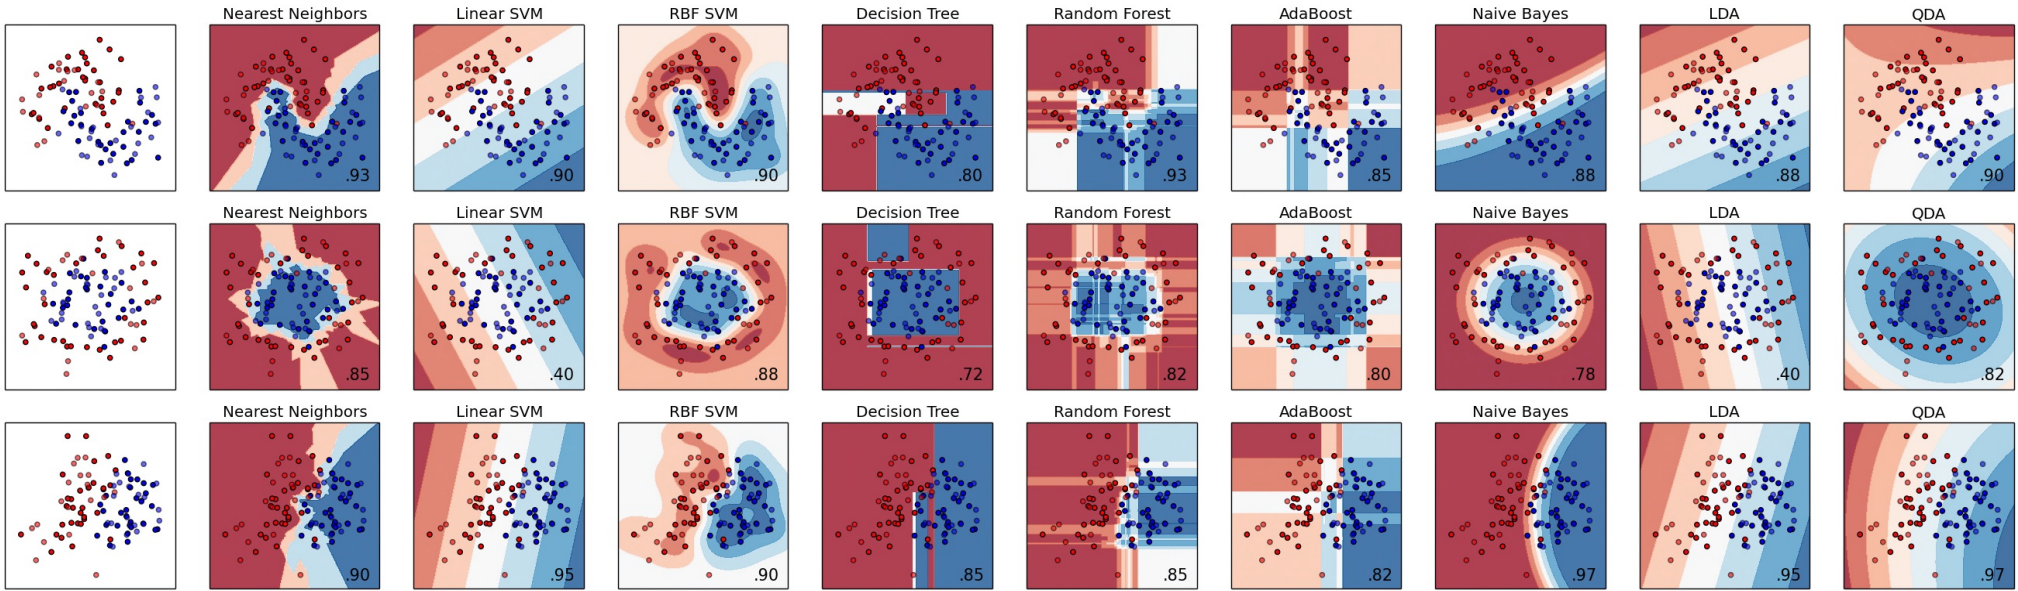 Nearest Neighbors Linear SVM RBF SVM Decision Tree Random Forest AdaBoost Naive Bayes LDA QDA
.93 .90 .90 .80 .93 .85 .88 .88 .90
Nearest Neighbors Linear SVM RBF SVM Decision Tree Random Forest AdaBoost Naive Bayes LDA QDA
.85 .40 .88 .72 .82 .80 .78 .40 .82
Nearest Neighbors Linear SVM RBF SVM Decision Tree Random Forest AdaBoost Naive Bayes LDA QDA
.90 .95 .90 .85 .85 .82 .97 .95 .97